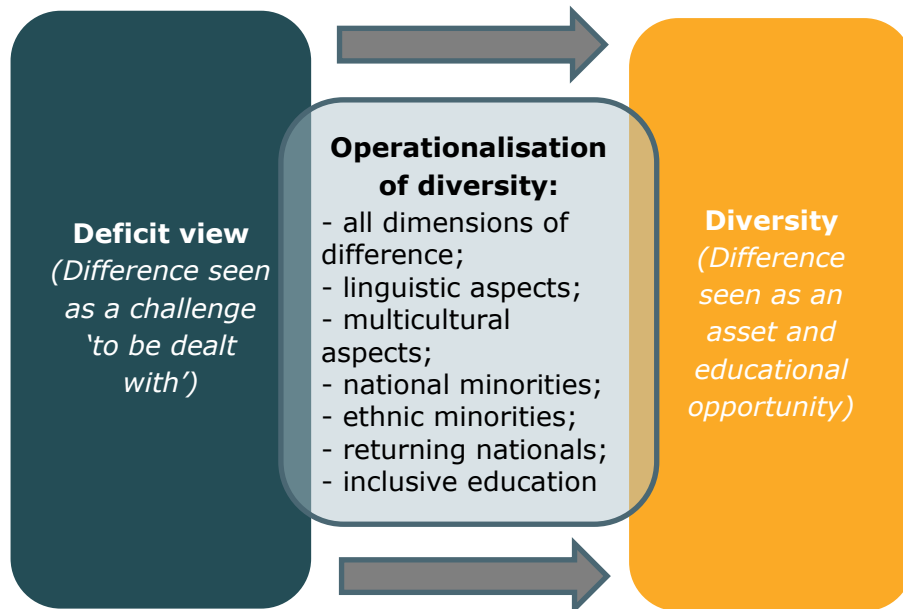 Deficit view
(Difference seen
as a challenge
‘to be dealt
with’)
Operationalisation
of diversity:
- all dimensions of
difference;
- linguistic aspects;
- multicultural
aspects;
- national minorities;
- ethnic minorities;
- returning nationals;
- inclusive education
Diversity
(Difference
seen as an
asset and
educational
opportunity)